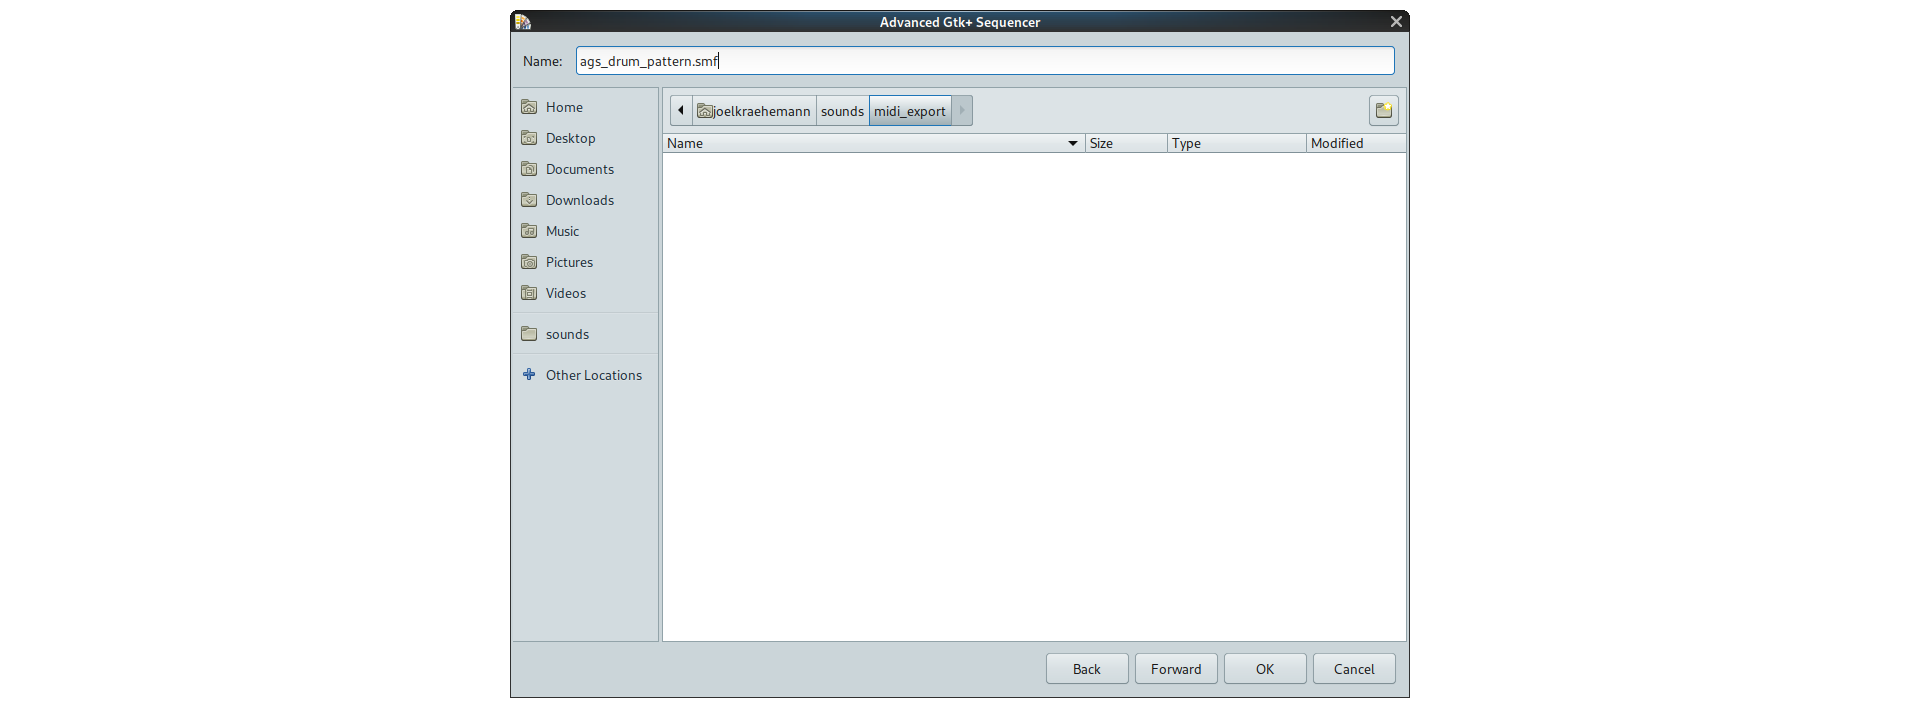 Advanced Gtk+ Sequencer
Name: ags_drum_pattern.smf
Home
Desktop
Documents
Downloads
Music
Pictures
Videos
sounds
Other Locations
joelkraehemann sounds midi_export
Name Size Type Modified
Back Forward OK Cancel